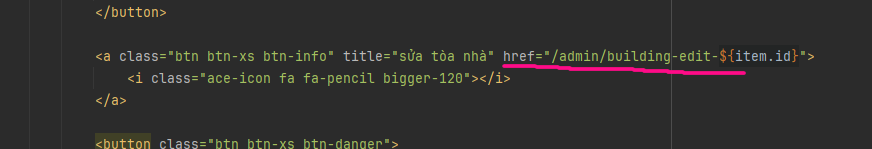 </button>
<a class="btn btn-xs btn-info" title="sửa tòa nhà" href="/admin/building-edit-${item.id}">
<i class="ace-icon fa fa-pencil bigger-120"></i>
</a>
<button class="btn btn-xs btn-danger">